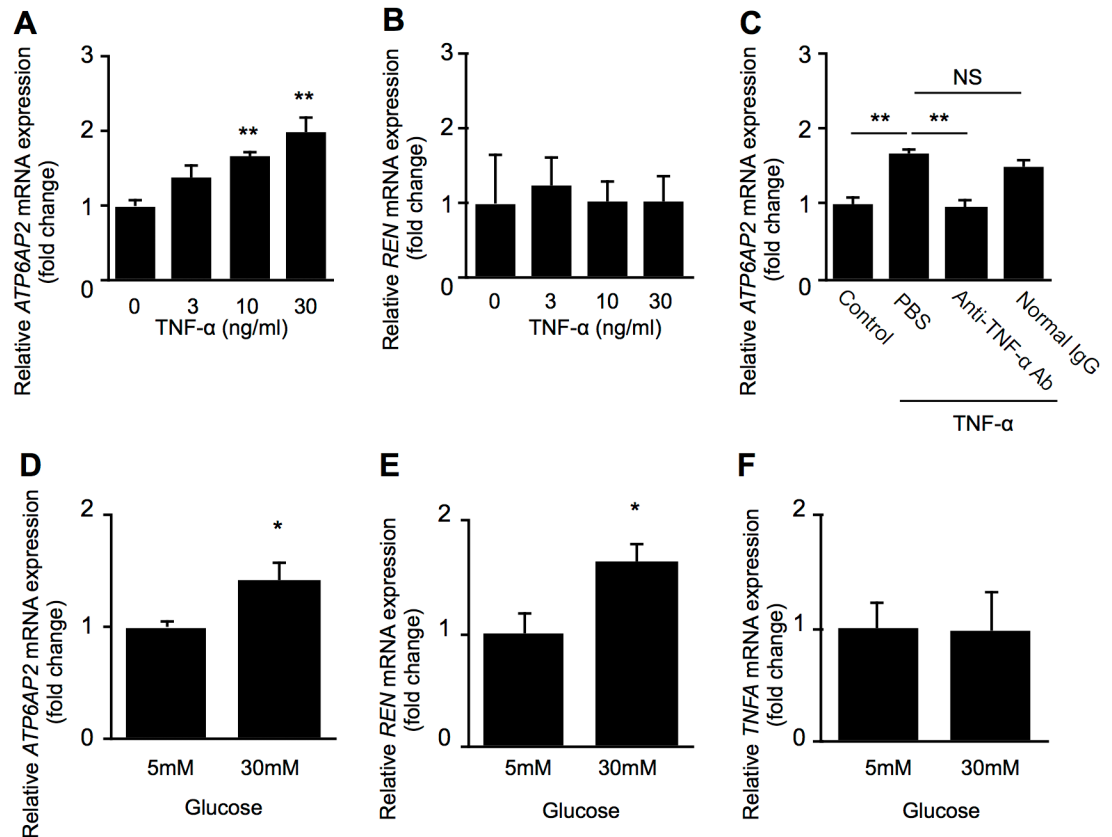 A
Relative ATP6AP2 mRNA expression
(fold change)
3
2
1
0
**
**
0 3 10 30
TNF-α (ng/ml)
B
Relative REN mRNA expression
(fold change)
3
2
1
0
0 3 10 30
TNF-α (ng/ml)
C
Relative ATP6AP2 mRNA expression
(fold change)
3
2
1
0
NS
** **
Control
PBS
Anti-TNF-α Ab
Normal IgG
TNF-α
D
Relative ATP6AP2 mRNA expression
(fold change)
2
1
0
*
5mM 30mM
Glucose
E
Relative REN mRNA expression
(fold change)
2
1
0
*
5mM 30mM
Glucose
F
Relative TNFA mRNA expression
(fold change)
2
1
0
5mM 30mM
Glucose